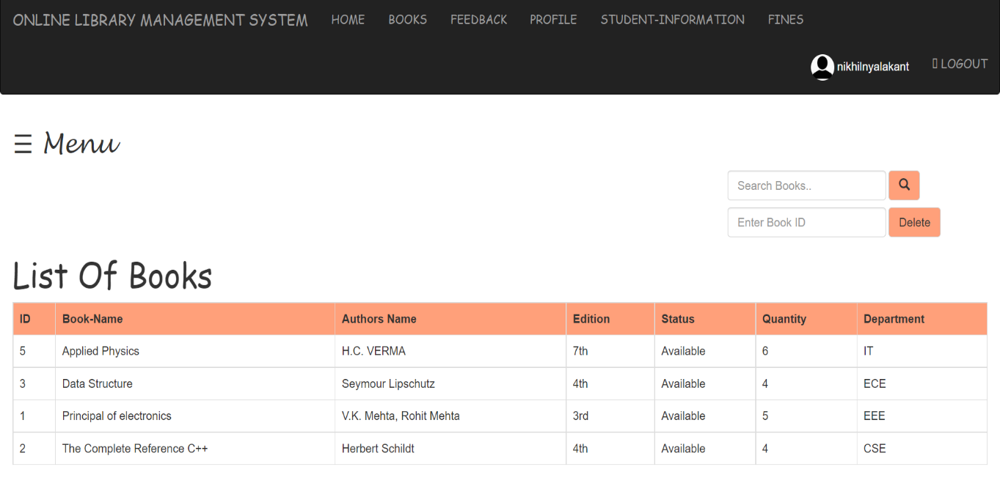 ONLINE LIBRARY MANAGEMENT SYSTEM HOME BOOKS FEEDBACK PROFILE STUDENT-INFORMATION FINES
nikhilnyalakant LOGOUT
☰ Menu
Search Books..
Enter Book ID Delete
List Of Books
ID Book-Name Authors Name Edition Status Quantity Department
5 Applied Physics H.C. VERMA 7th Available 6 IT
3 Data Structure Seymour Lipschutz 4th Available 4 ECE
1 Principal of electronics V.K. Mehta, Rohit Mehta 3rd Available 5 EEE
2 The Complete Reference C++ Herbert Schildt 4th Available 4 CSE